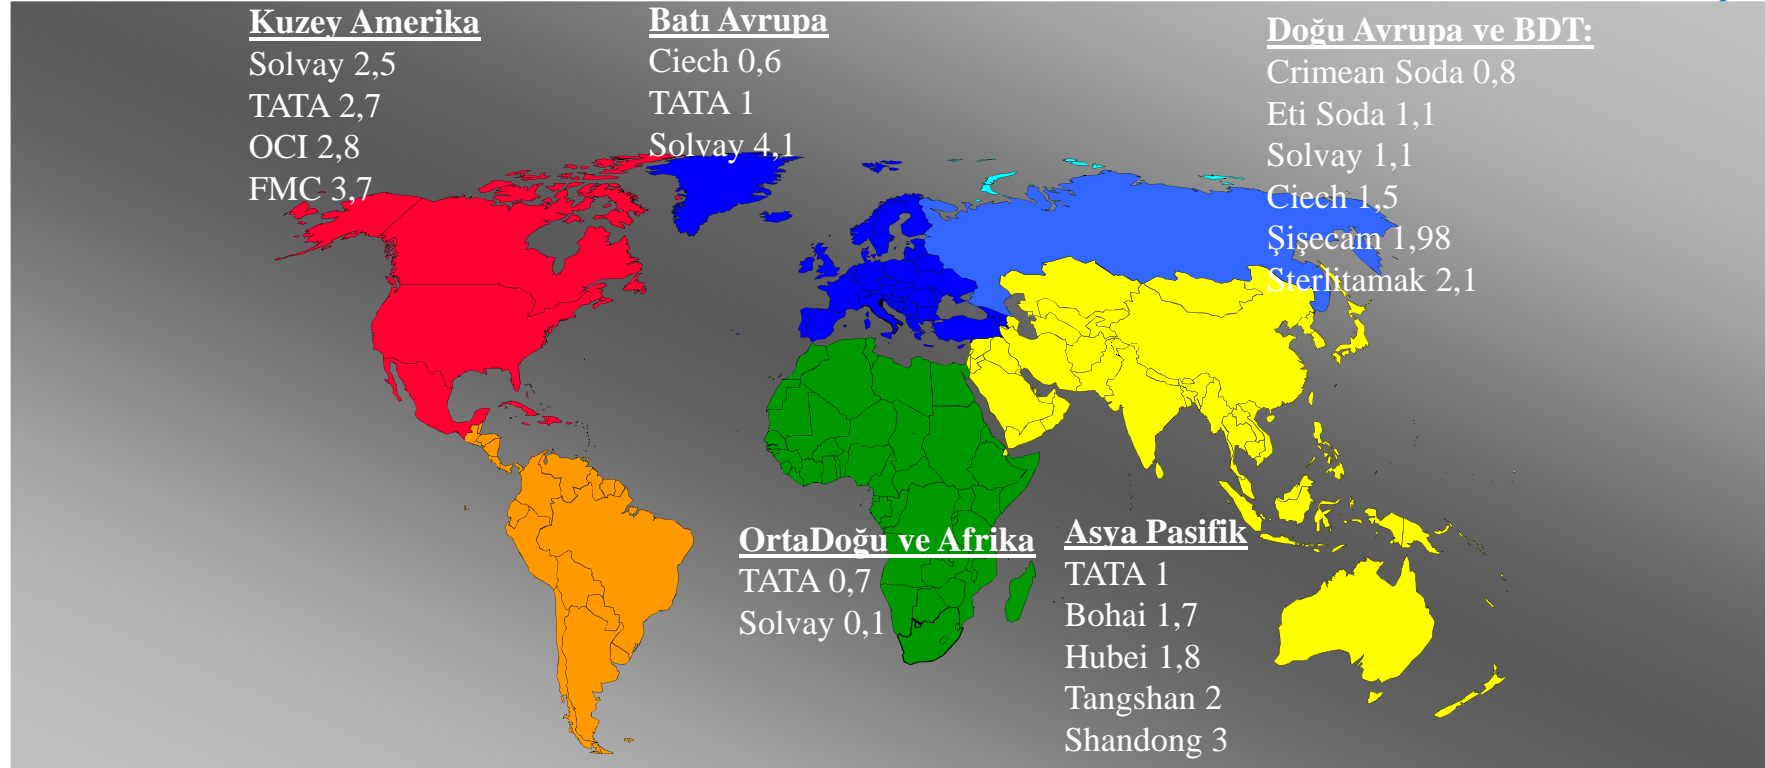 Kuzey Amerika
Solvay 2,5
TATA 2,7
OCI 2,8
FMC 3,7
Batı Avrupa
Ciech 0,6
TATA 1
Solvay 4,1
Doğu Avrupa ve BDT:
Crimean Soda 0,8
Eti Soda 1,1
Solvay 1,1
Ciech 1,5
Şişecam 1,98
Sterlitamak 2,1
OrtaDoğu ve Afrika
TATA 0,7
Solvay 0,1
Asya Pasifik
TATA 1
Bohai 1,7
Hubei 1,8
Tangshan 2
Shandong 3